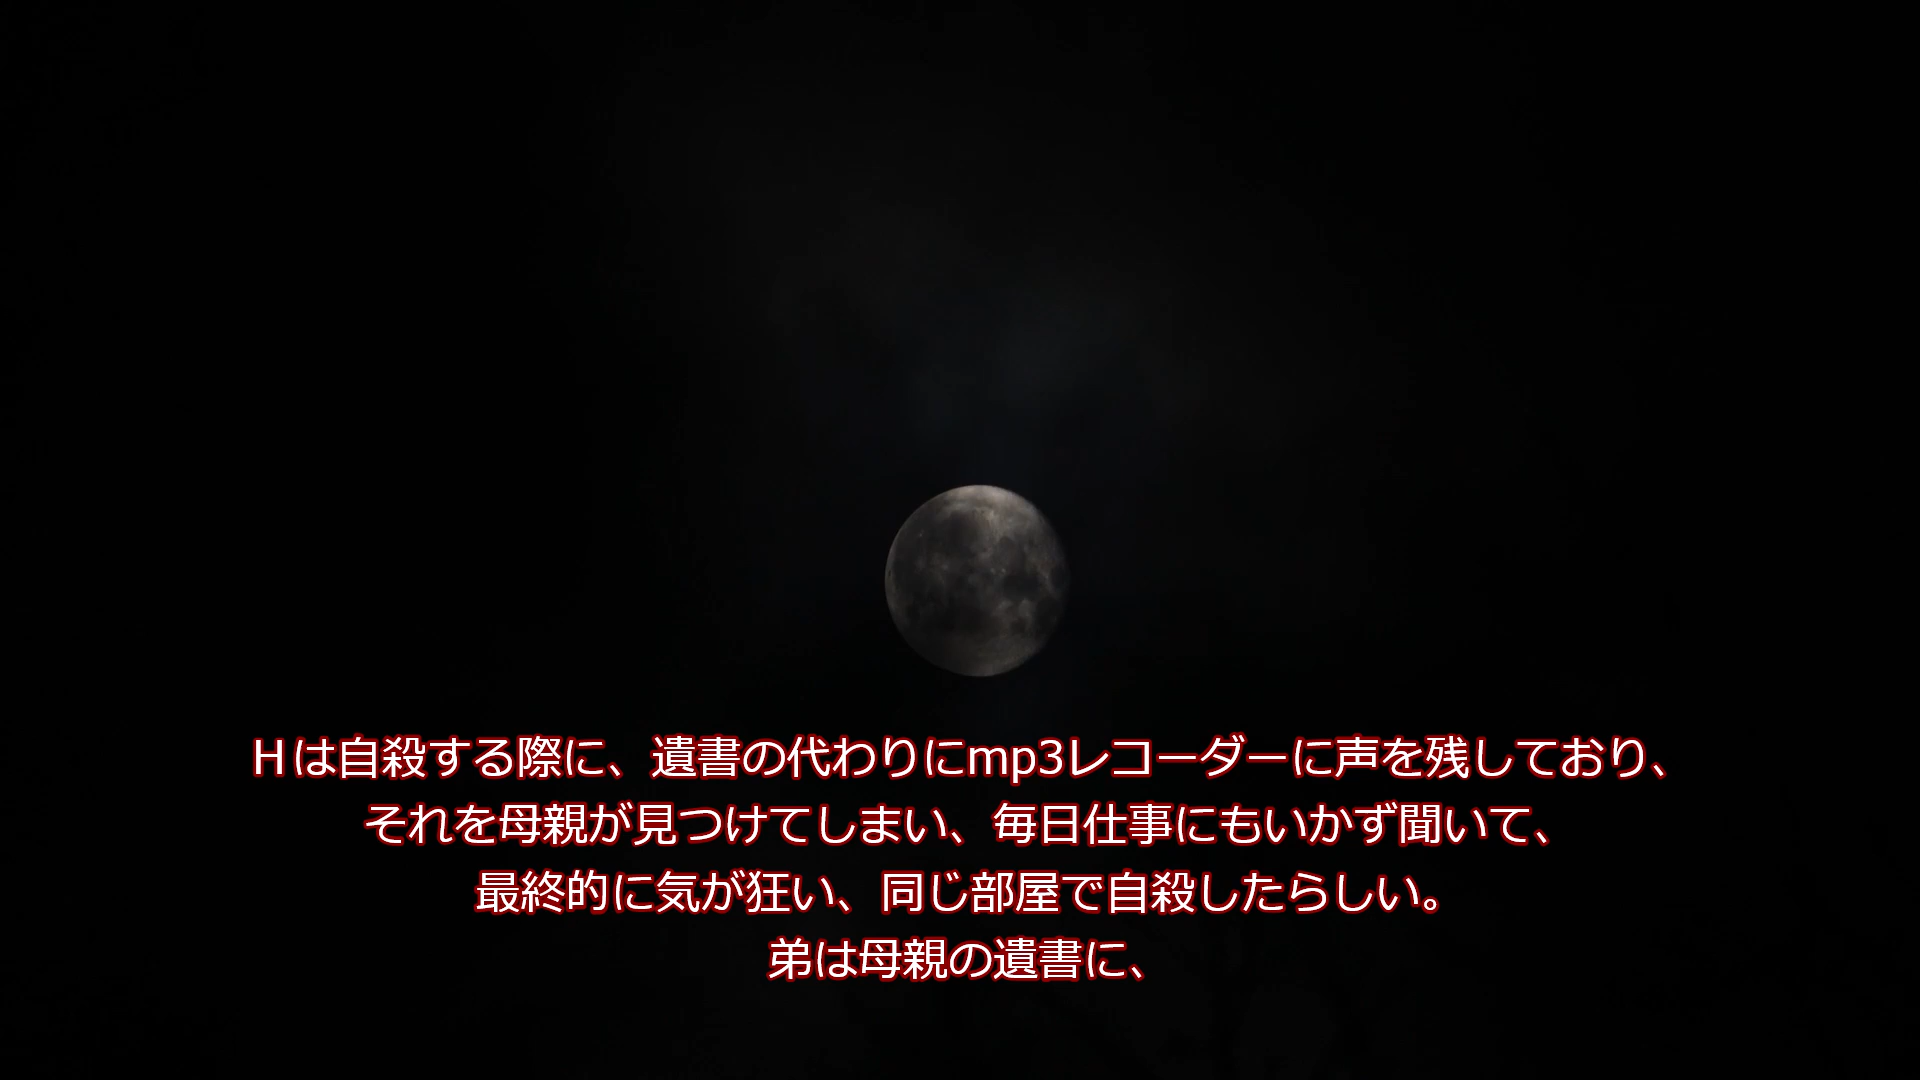 Ｈは自殺する際に、遺書の代わりにmp3レコーダーに声を残しており、
それを母親が見つけてしまい、毎日仕事にもいかず聞いて、
最終的に気が狂い、同じ部屋で自殺したらしい。
弟は母親の遺書に、